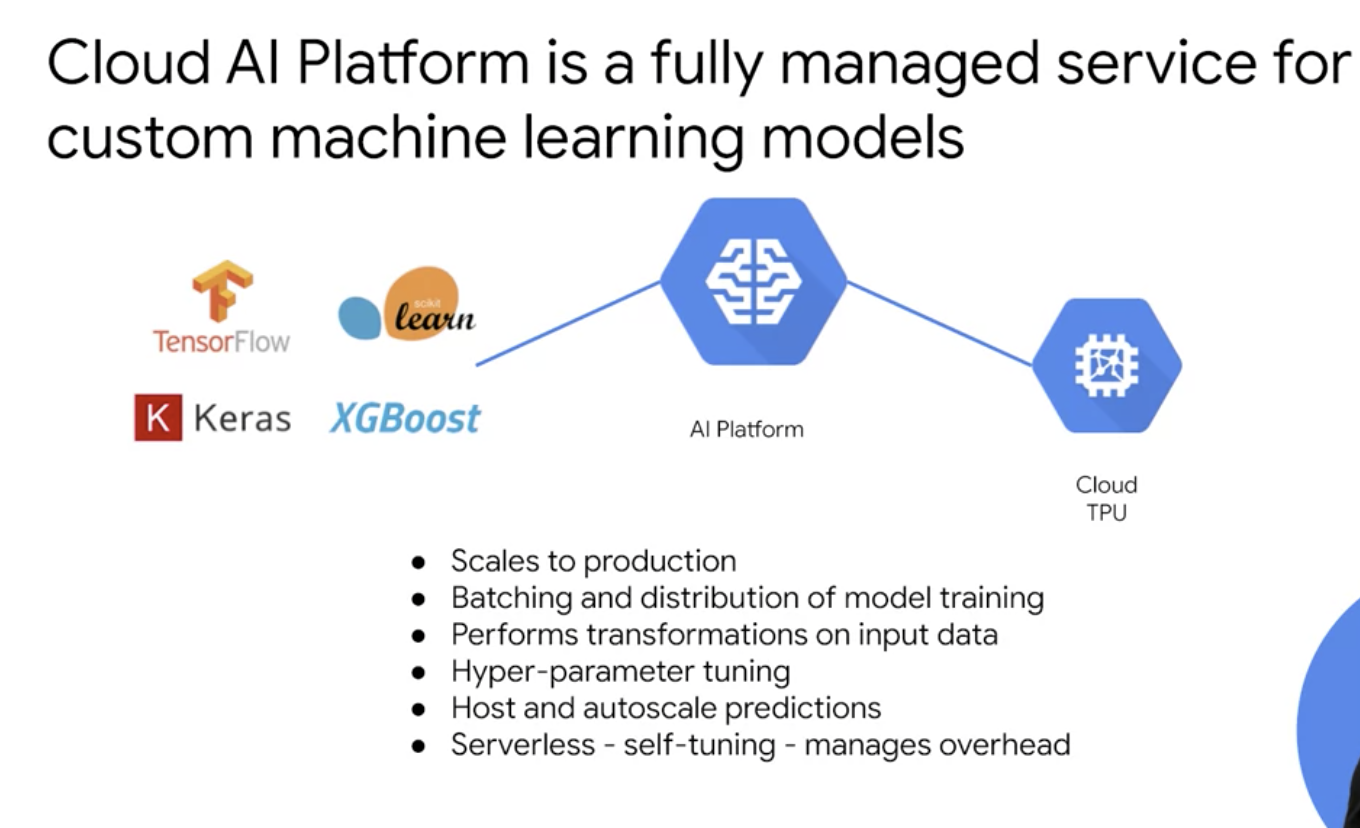 Cloud AI Platform is a fully managed service for
custom machine learning models
TensorFlow
scikit
learn
K Keras
XGBoost
AI Platform
Cloud
TPU
● Scales to production
● Batching and distribution of model training
● Performs transformations on input data
● Hyper-parameter tuning
● Host and autoscale predictions
● Serverless - self-tuning - manages overhead